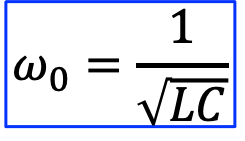 ω₀ = 1/√(LC)